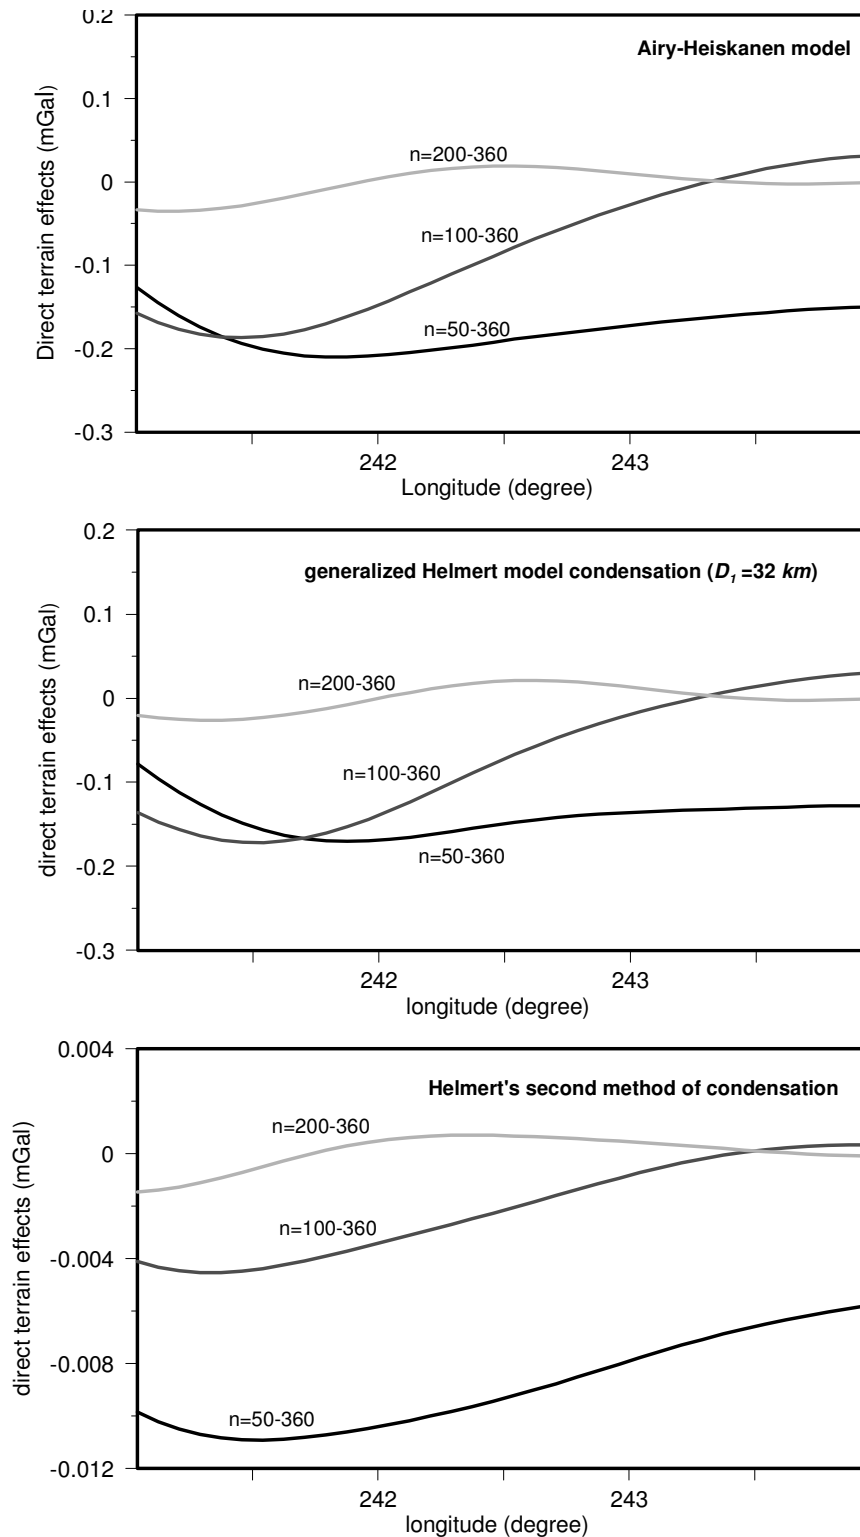 0.2
Airy-Heiskanen model
0.1
n=200-360
0
n=100-360
-0.1
n=50-360
-0.2
-0.3
Direct terrain effects (mGal)
242 243
Longitude (degree)
0.2
generalized Helmert model condensation (D1 =32 km)
0.1
n=200-360
0
n=100-360
-0.1
n=50-360
-0.2
-0.3
direct terrain effects (mGal)
242 243
longitude (degree)
0.004
Helmert's second method of condensation
n=200-360
0
n=100-360
-0.004
-0.008
n=50-360
-0.012
direct terrain effects (mGal)
242 243
longitude (degree)